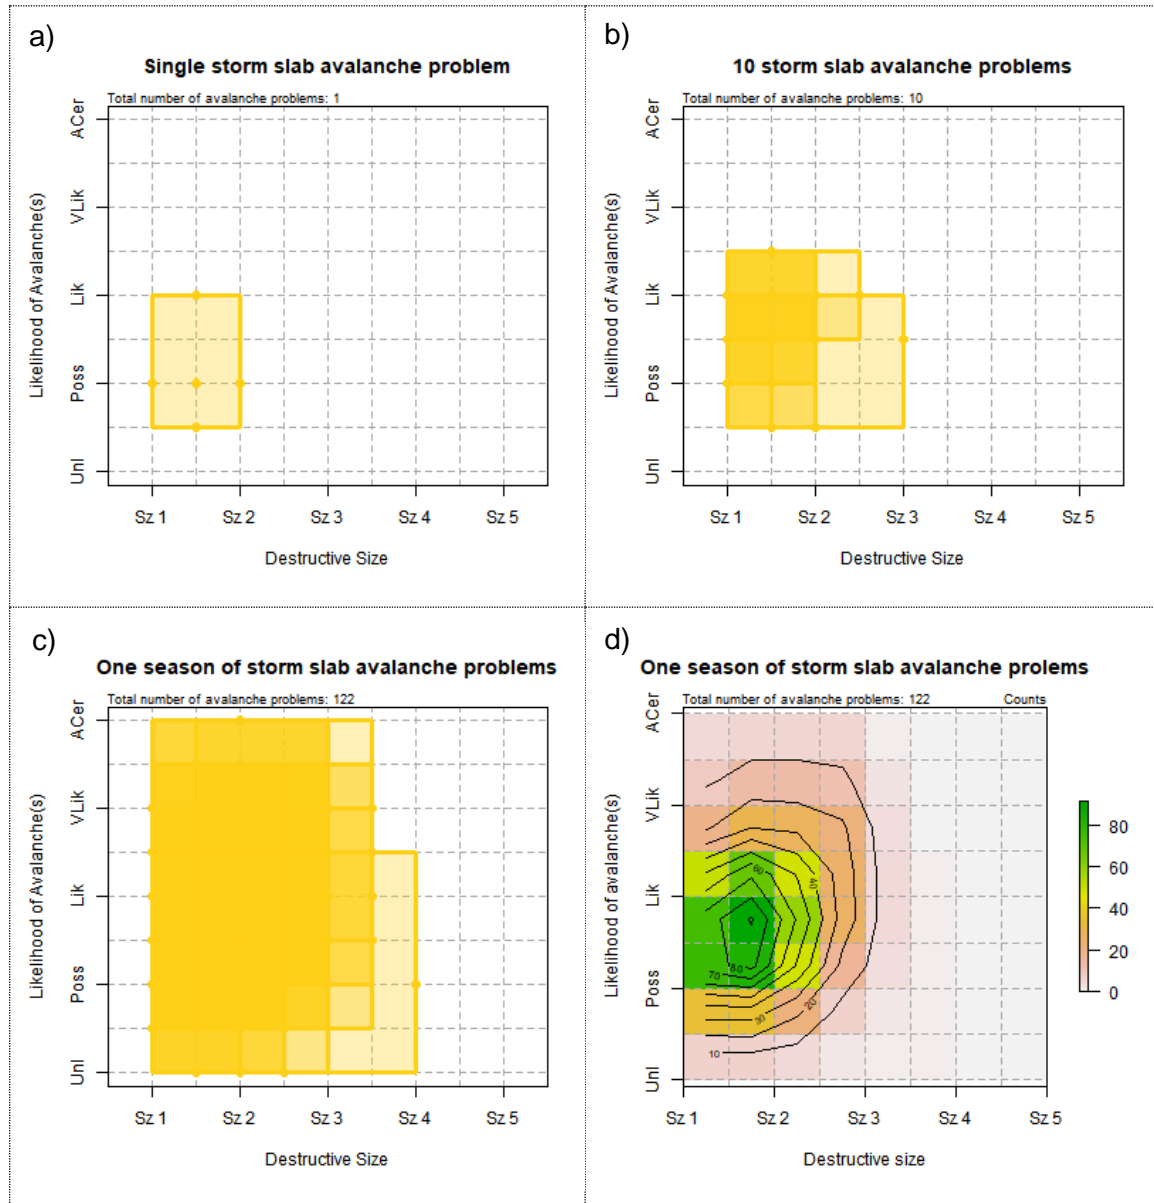 a)
Single storm slab avalanche problem
Total number of avalanche problems: 1
Likelihood of Avalanche(s)
ACer
VLik
Lik
Poss
Unl
Sz 1 Sz 2 Sz 3 Sz 4 Sz 5
Destructive Size
b)
10 storm slab avalanche problems
Total number of avalanche problems: 10
Likelihood of Avalanche(s)
ACer
VLik
Lik
Poss
Unl
Sz 1 Sz 2 Sz 3 Sz 4 Sz 5
Destructive Size
c)
One season of storm slab avalanche problems
Total number of avalanche problems: 122
Likelihood of Avalanche(s)
ACer
VLik
Lik
Poss
Unl
Sz 1 Sz 2 Sz 3 Sz 4 Sz 5
Destructive Size
d)
One season of storm slab avalanche prolems
Total number of avalanche problems: 122 Counts
Likelihood of avalanche(s)
ACer
VLik
Lik
Poss
Unl
40
70
20
30
10
80
60
40
20
0
Sz 1 Sz 2 Sz 3 Sz 4 Sz 5
Destructive size